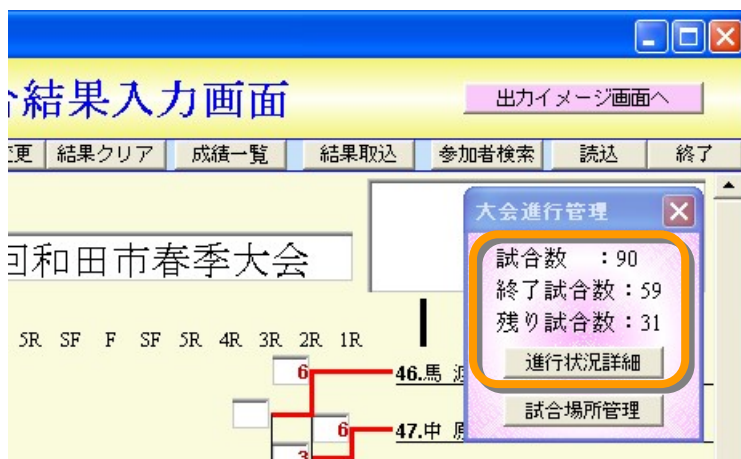 結果入力画面
出力イメージ画面へ
更 結果クリア 成績一覧 結果取込 参加者検索 読込 終了
大会進行管理
回和田市春季大会
試合数 :90
終了試合数:59
残り試合数:31
進行状況詳細
試合場所管理
5R SF F SF 5R 4R 3R 2R 1R
6
46.馬
6
47.中
3